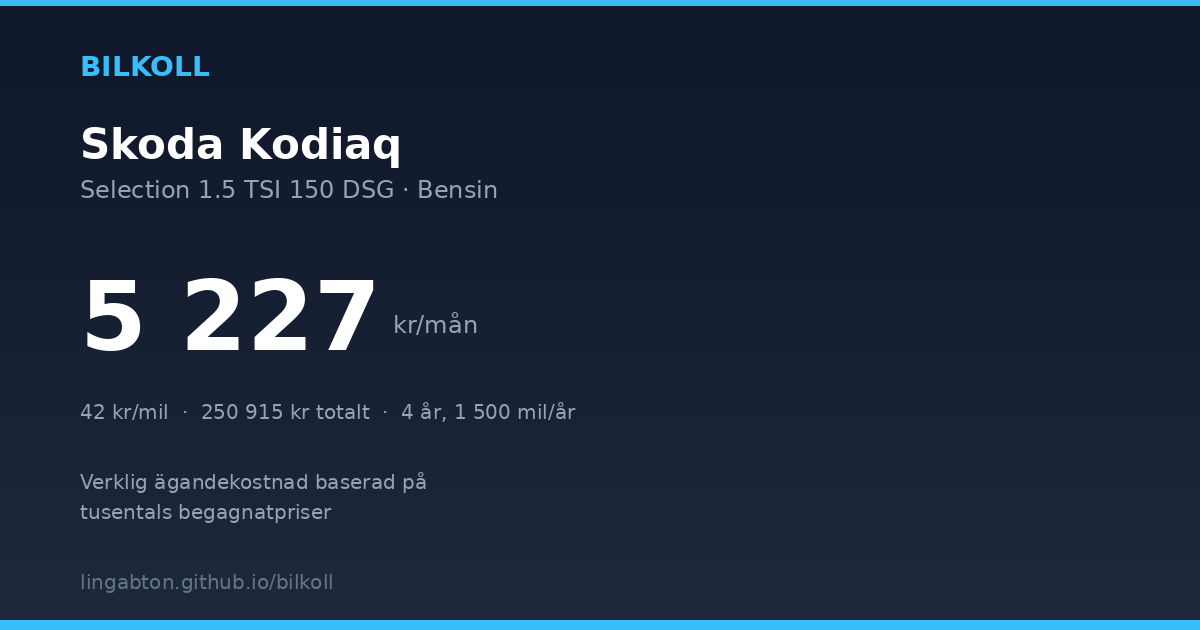 BILKOLL
Skoda Kodiaq
Selection 1.5 TSI 150 DSG · Bensin
5 227 kr/mån
42 kr/mil · 250 915 kr totalt · 4 år, 1 500 mil/år
Verklig ägandekostnad baserad på
tusentals begagnatpriser
lingabton.github.io/bilkoll